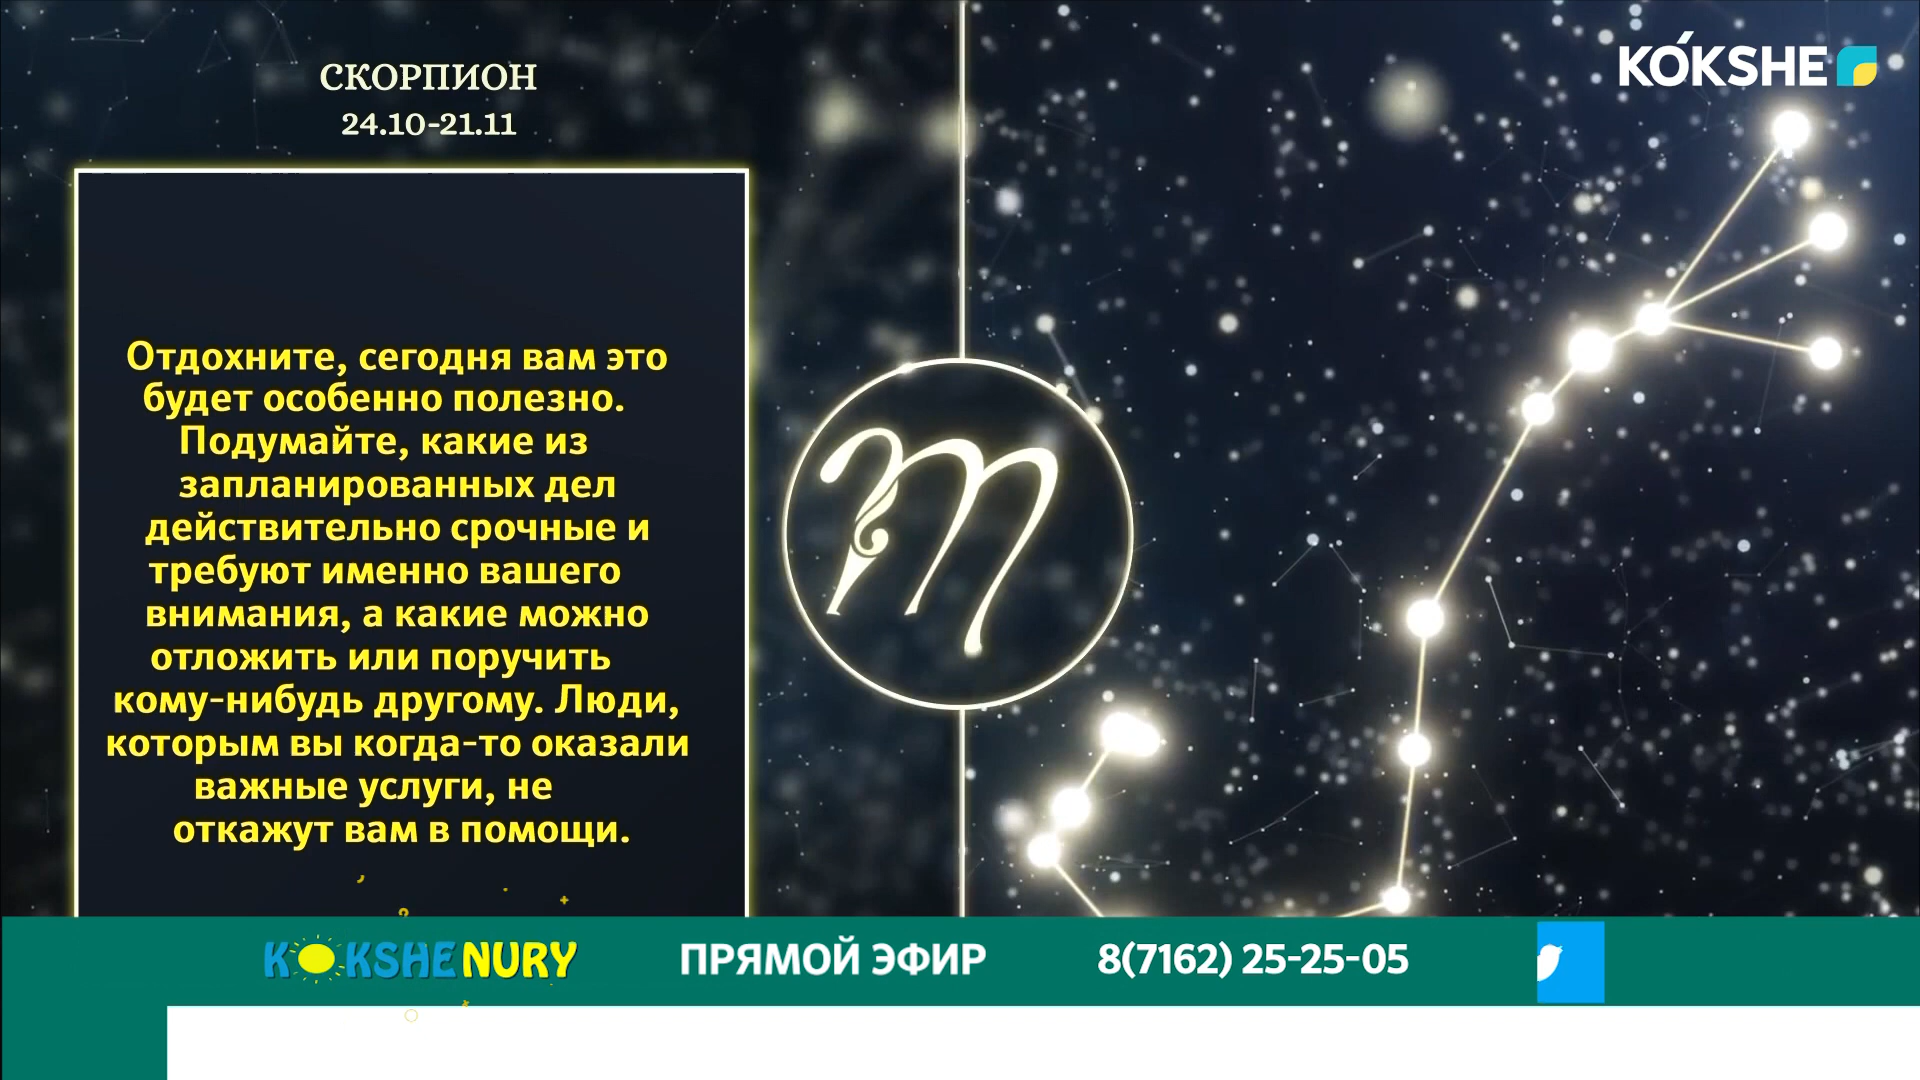 СКОРПИОН
24.10-21.11
KÓKSHE
Отдохните, сегодня вам это
будет особенно полезно.
Подумайте, какие из
запланированных дел
действительно срочные и
требуют именно вашего
внимания, а какие можно
отложить или поручить
кому-нибудь другому. Люди,
которым вы когда-то оказали
важные услуги, не
откажут вам в помощи.
KOKSHE NURY
ПРЯМОЙ ЭФИР
8(7162) 25-25-05